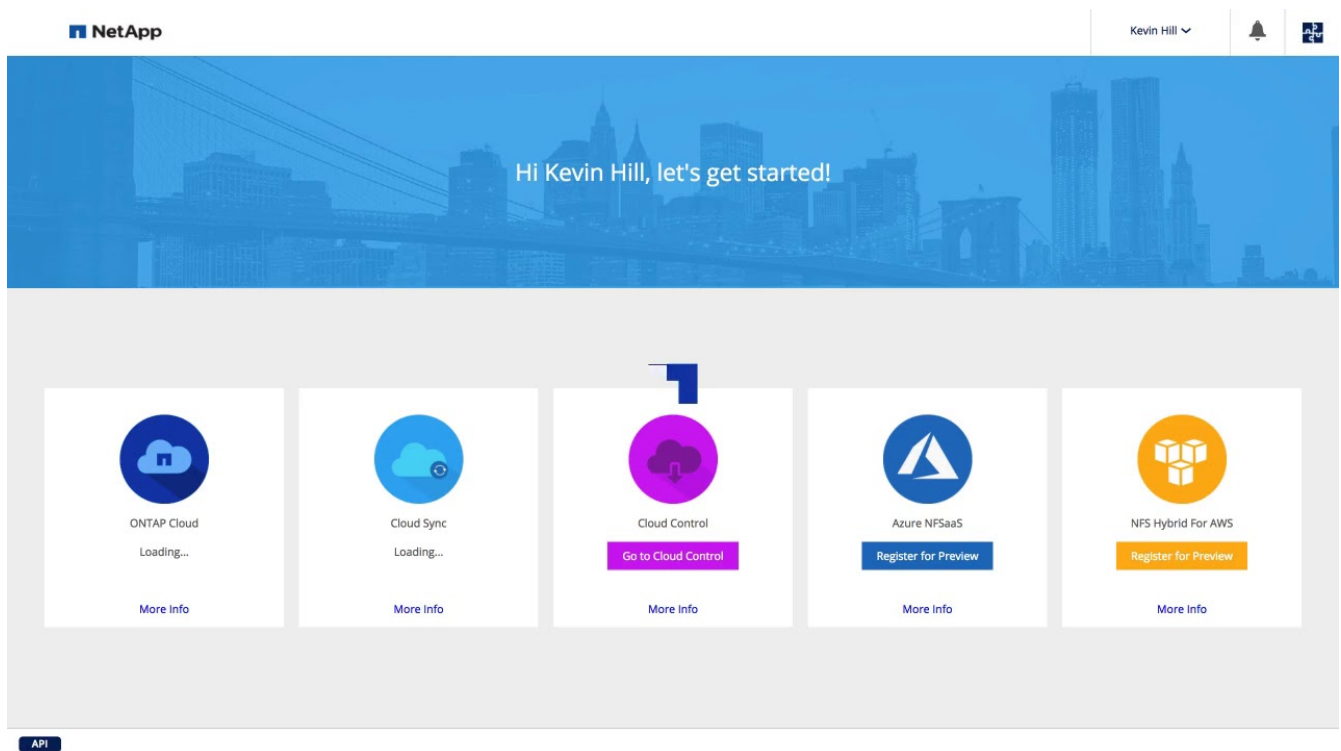 NetApp
Kevin Hill
Hi Kevin Hill, let's get started!
ONTAP Cloud
Loading...
More Info
Cloud Sync
Loading...
More Info
Cloud Control
Go to Cloud Control
More Info
Azure NFSaaS
Register for Preview
More Info
NFS Hybrid For AWS
Register for Preview
More Info
API